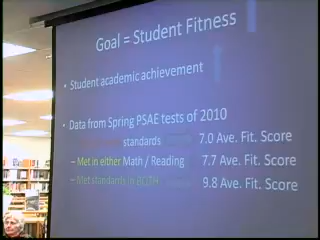 Goal = Student Fitness
• Student academic achievement
• Data from Spring PSAE tests of 2010
standards 7.0 Ave. Fit. Score
– Met in either Math / Reading 7.7 Ave. Fit. Score
– Met standards in BOTH 9.8 Ave. Fit. Score